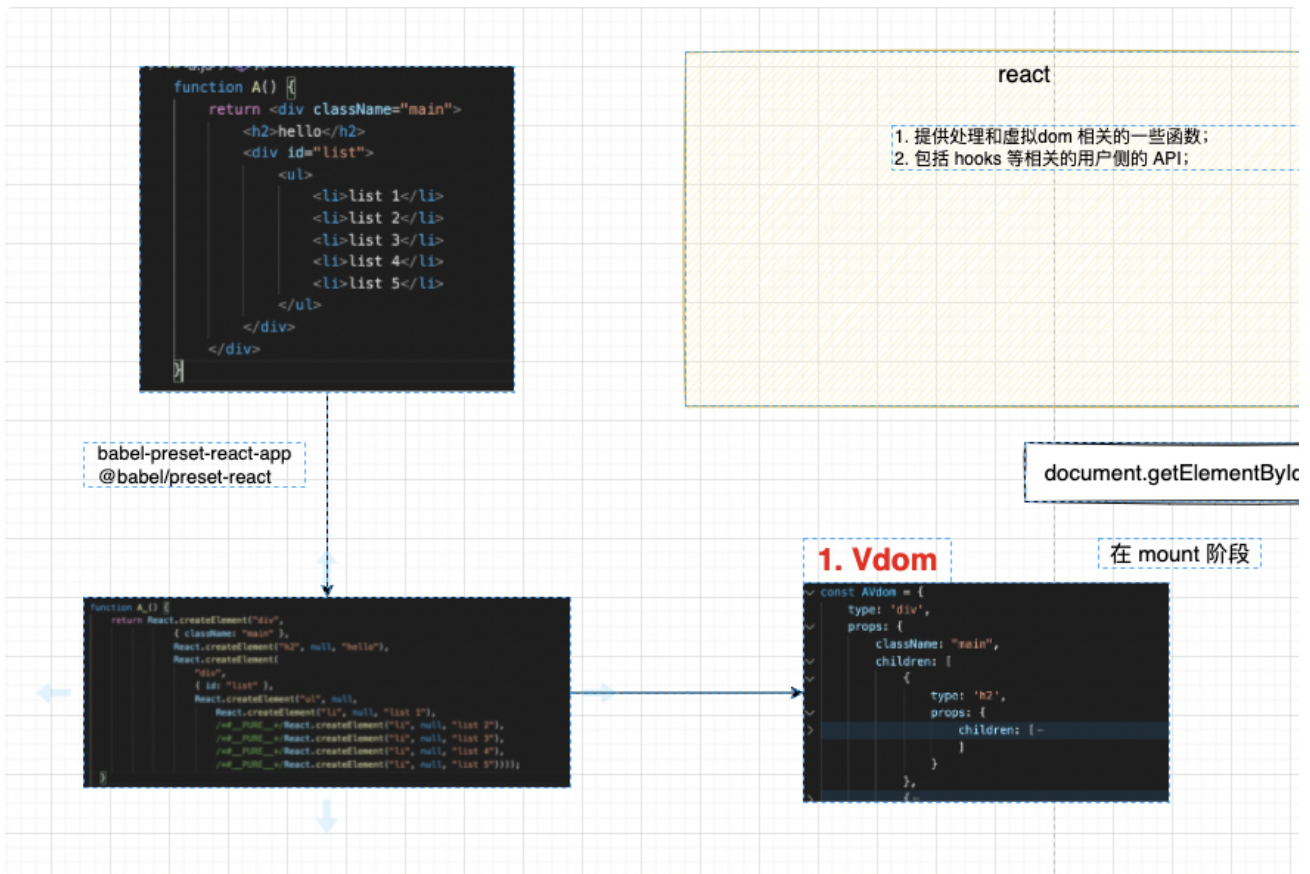 function A() {
return <div className="main">
<h2>hello</h2>
<div id="list">
<ul>
<li>list 1</li>
<li>list 2</li>
<li>list 3</li>
<li>list 4</li>
<li>list 5</li>
</ul>
</div>
</div>
}
react
1. 提供处理和虚拟dom 相关的一些函数;
2. 包括 hooks 等相关的用户侧的 API;
babel-preset-react-app
@babel/preset-react
document.getElementById
在 mount 阶段
1. Vdom
function A_() {
return React.createElement("div",
{ className: "main" },
React.createElement("h2", null, "hello"),
React.createElement(
"div",
{ id: "list" },
React.createElement("ul", null,
React.createElement("li", null, "list 1"),
/*#__PURE__*/React.createElement("li", null, "list 2"),
/*#__PURE__*/React.createElement("li", null, "list 3"),
/*#__PURE__*/React.createElement("li", null, "list 4"),
/*#__PURE__*/React.createElement("li", null, "list 5"))));
}
const AVdom = {
type: 'div',
props: {
className: "main",
children: [
{
type: 'h2',
props: {
children: [
]
}
},
{